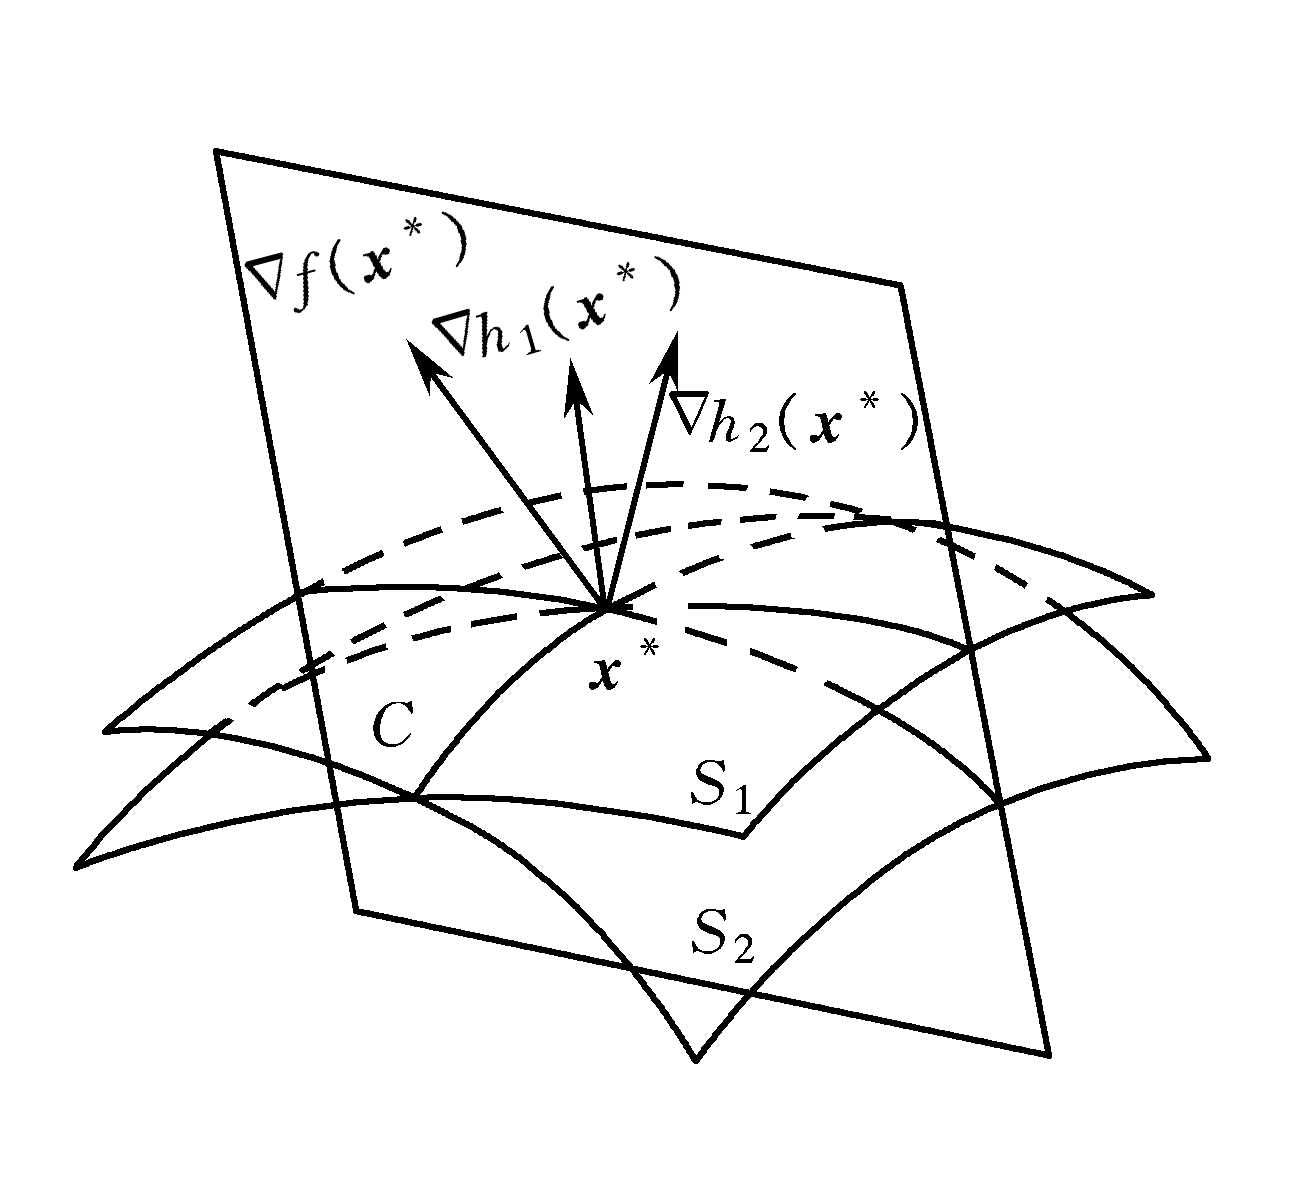 ∇f(x*)
∇h₁(x*)
∇h₂(x*)
x*
C
S₁
S₂